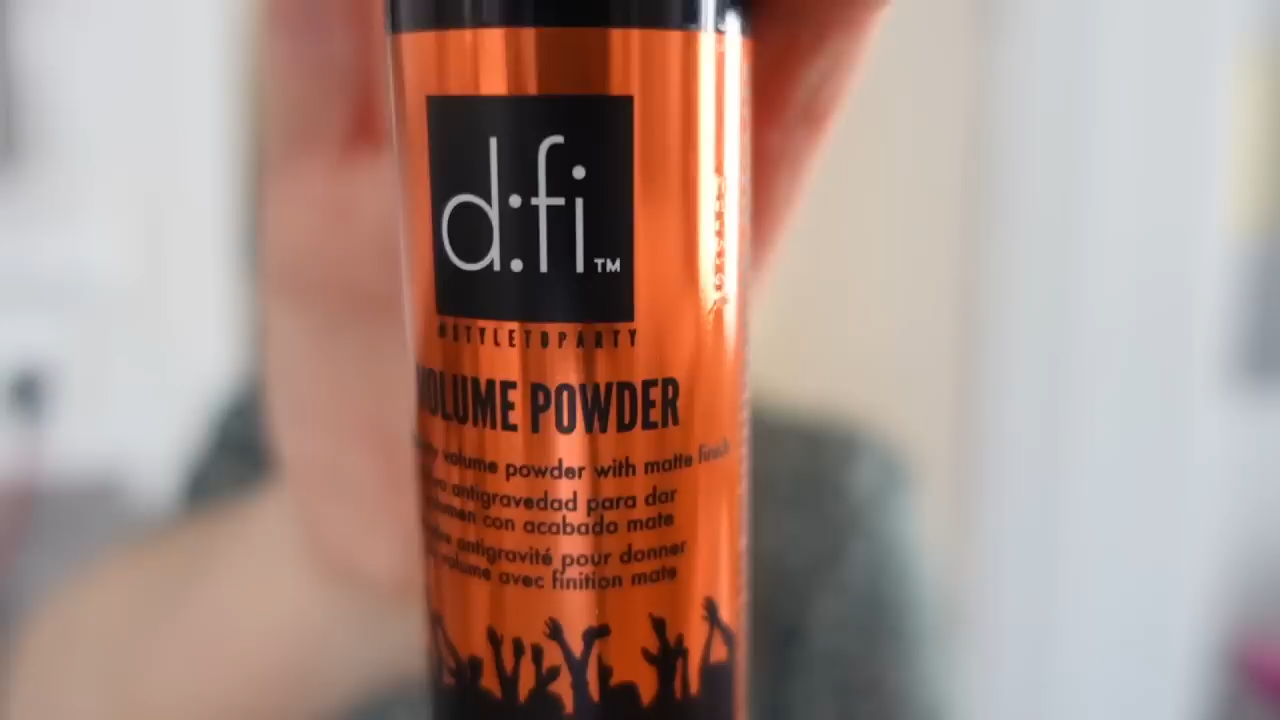 d:fi™
#STYLETOPARTY
VOLUME POWDER
volume powder with matte finish
antigravedad para dar
con acabado mate
antigravité pour donner
volume avec finition mate